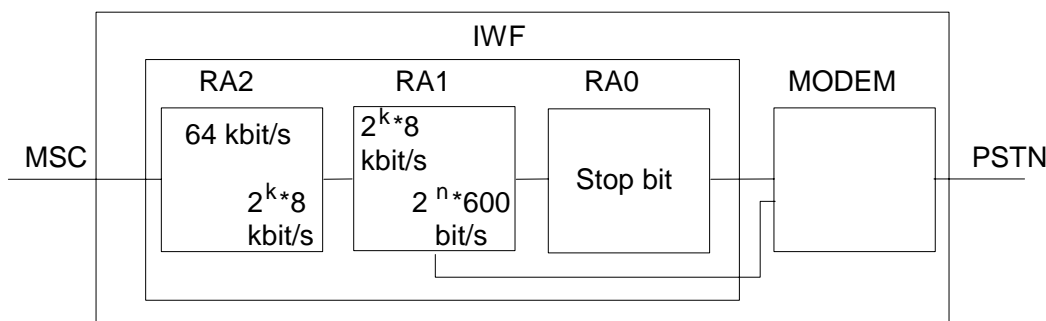 IWF
RA2
RA1
RA0
MODEM
MSC
64 kbit/s
2^k*8
kbit/s
2^k*8
kbit/s
2^n*600
bit/s
Stop bit
PSTN